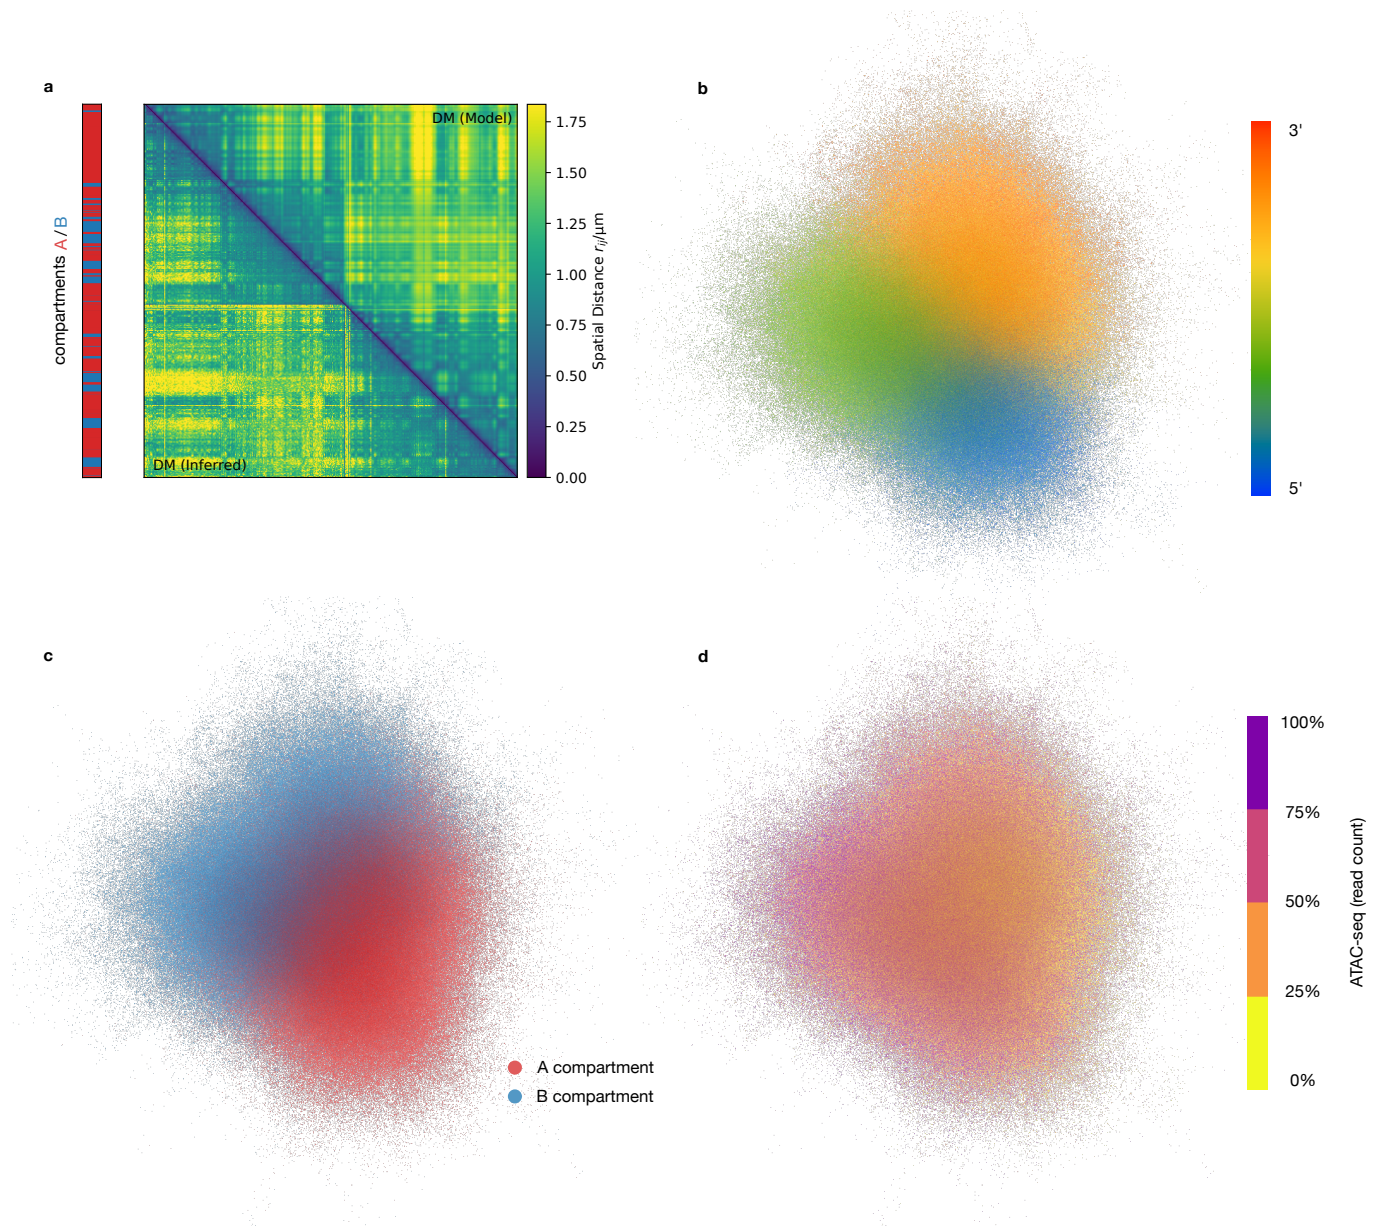 a
compartments A / B
DM (Model)
DM (Inferred)
1.75
1.50
1.25
1.00
0.75
0.50
0.25
0.00
Spatial Distance rij/μm
b
3'
5'
c
A compartment
B compartment
d
100%
75%
50%
25%
0%
ATAC-seq (read count)